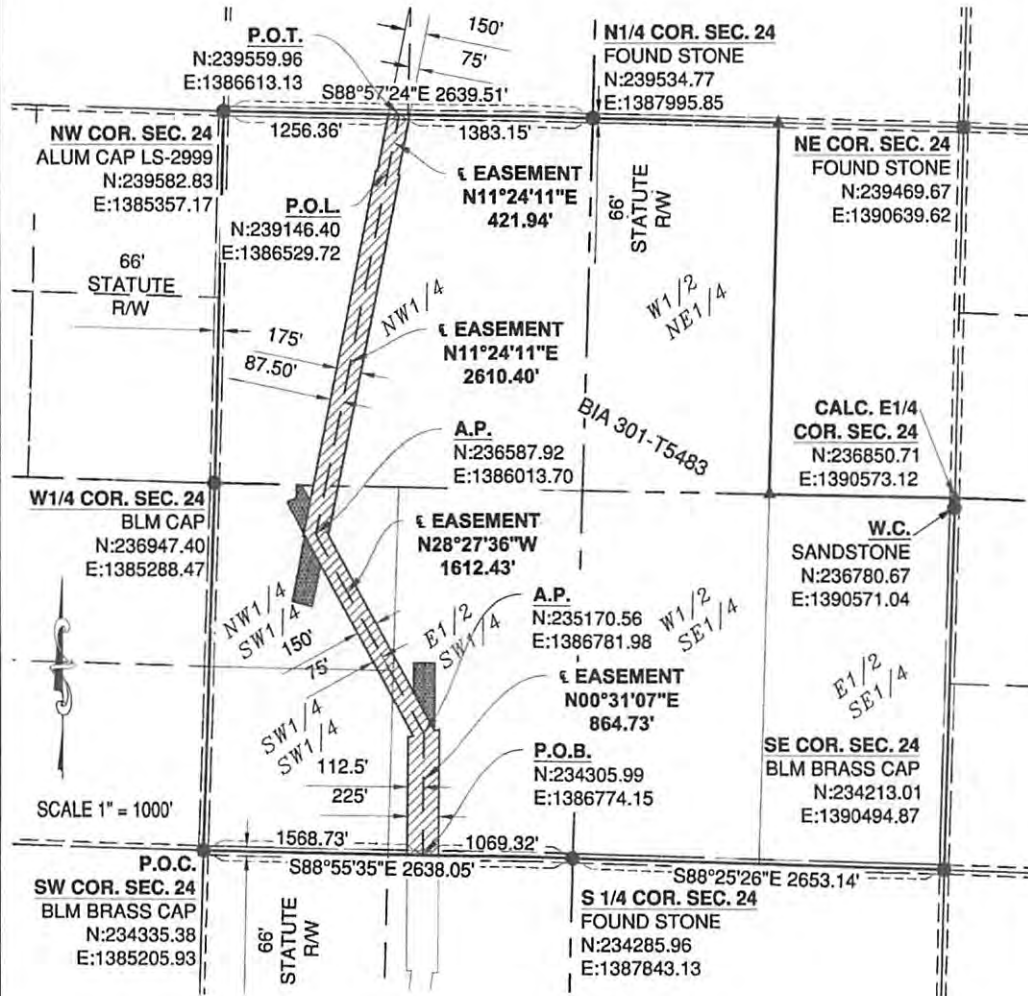 150'
75'
P.O.T.
N:239559.96
E:1386613.13
N1/4 COR. SEC. 24
FOUND STONE
N:239534.77
E:1387995.85
S88°57'24"E 2639.51'
1256.36'
1383.15'
NW COR. SEC. 24
ALUM CAP LS-2999
N:239582.83
E:1385357.17
NE COR. SEC. 24
FOUND STONE
N:239469.67
E:1390639.62
℄ EASEMENT
N11°24'11"E
421.94'
P.O.L.
N:239146.40
E:1386529.72
66'
STATUTE
R/W
66'
STATUTE
R/W
NW1/4
W1/2
NE1/4
175'
87.50'
℄ EASEMENT
N11°24'11"E
2610.40'
BIA 301-T5483
A.P.
N:236587.92
E:1386013.70
CALC. E1/4
COR. SEC. 24
N:236850.71
E:1390573.12
W1/4 COR. SEC. 24
BLM CAP
N:236947.40
E:1385288.47
℄ EASEMENT
N28°27'36"W
1612.43'
W.C.
SANDSTONE
N:236780.67
E:1390571.04
NW1/4
SW1/4
150'
75'
E1/2
SW1/4
A.P.
N:235170.56
E:1386781.98
W1/2
SE1/4
E1/2
SE1/4
SW1/4
SW1/4
℄ EASEMENT
N00°31'07"E
864.73'
112.5'
225'
P.O.B.
N:234305.99
E:1386774.15
SE COR. SEC. 24
BLM BRASS CAP
N:234213.01
E:1390494.87
SCALE 1" = 1000'
1568.73'
1069.32'
S88°55'35"E 2638.05'
S88°25'26"E 2653.14'
P.O.C.
SW COR. SEC. 24
BLM BRASS CAP
N:234335.38
E:1385205.93
66'
STATUTE
R/W
S 1/4 COR. SEC. 24
FOUND STONE
N:234285.96
E:1387843.13